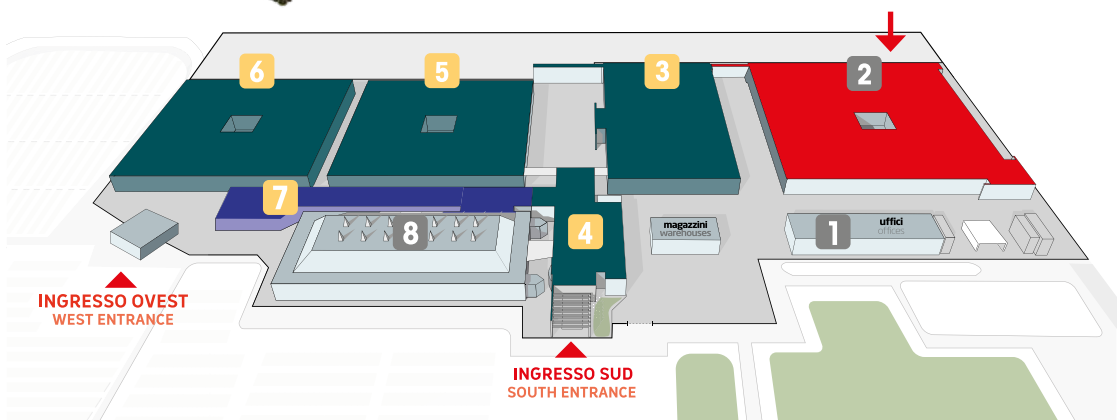 6
5
3
2
7
8
4
magazzini
warehouses
1
uffici
offices
INGRESSO OVEST
WEST ENTRANCE
INGRESSO SUD
SOUTH ENTRANCE